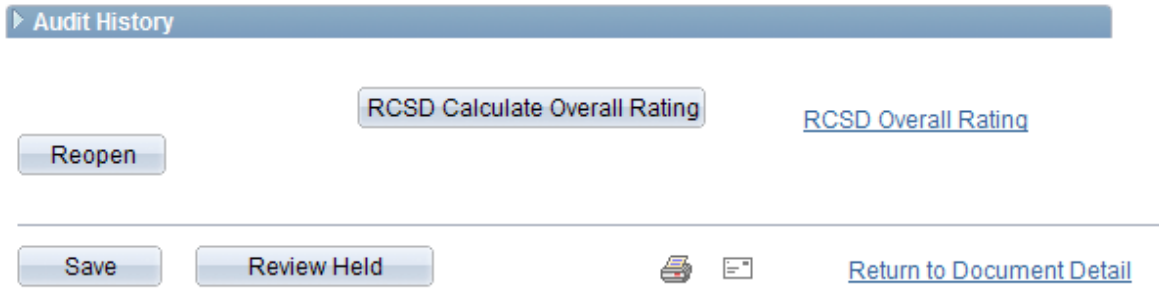 Audit History
RCSD Calculate Overall Rating
RCSD Overall Rating
Reopen
Save
Review Held
Return to Document Detail